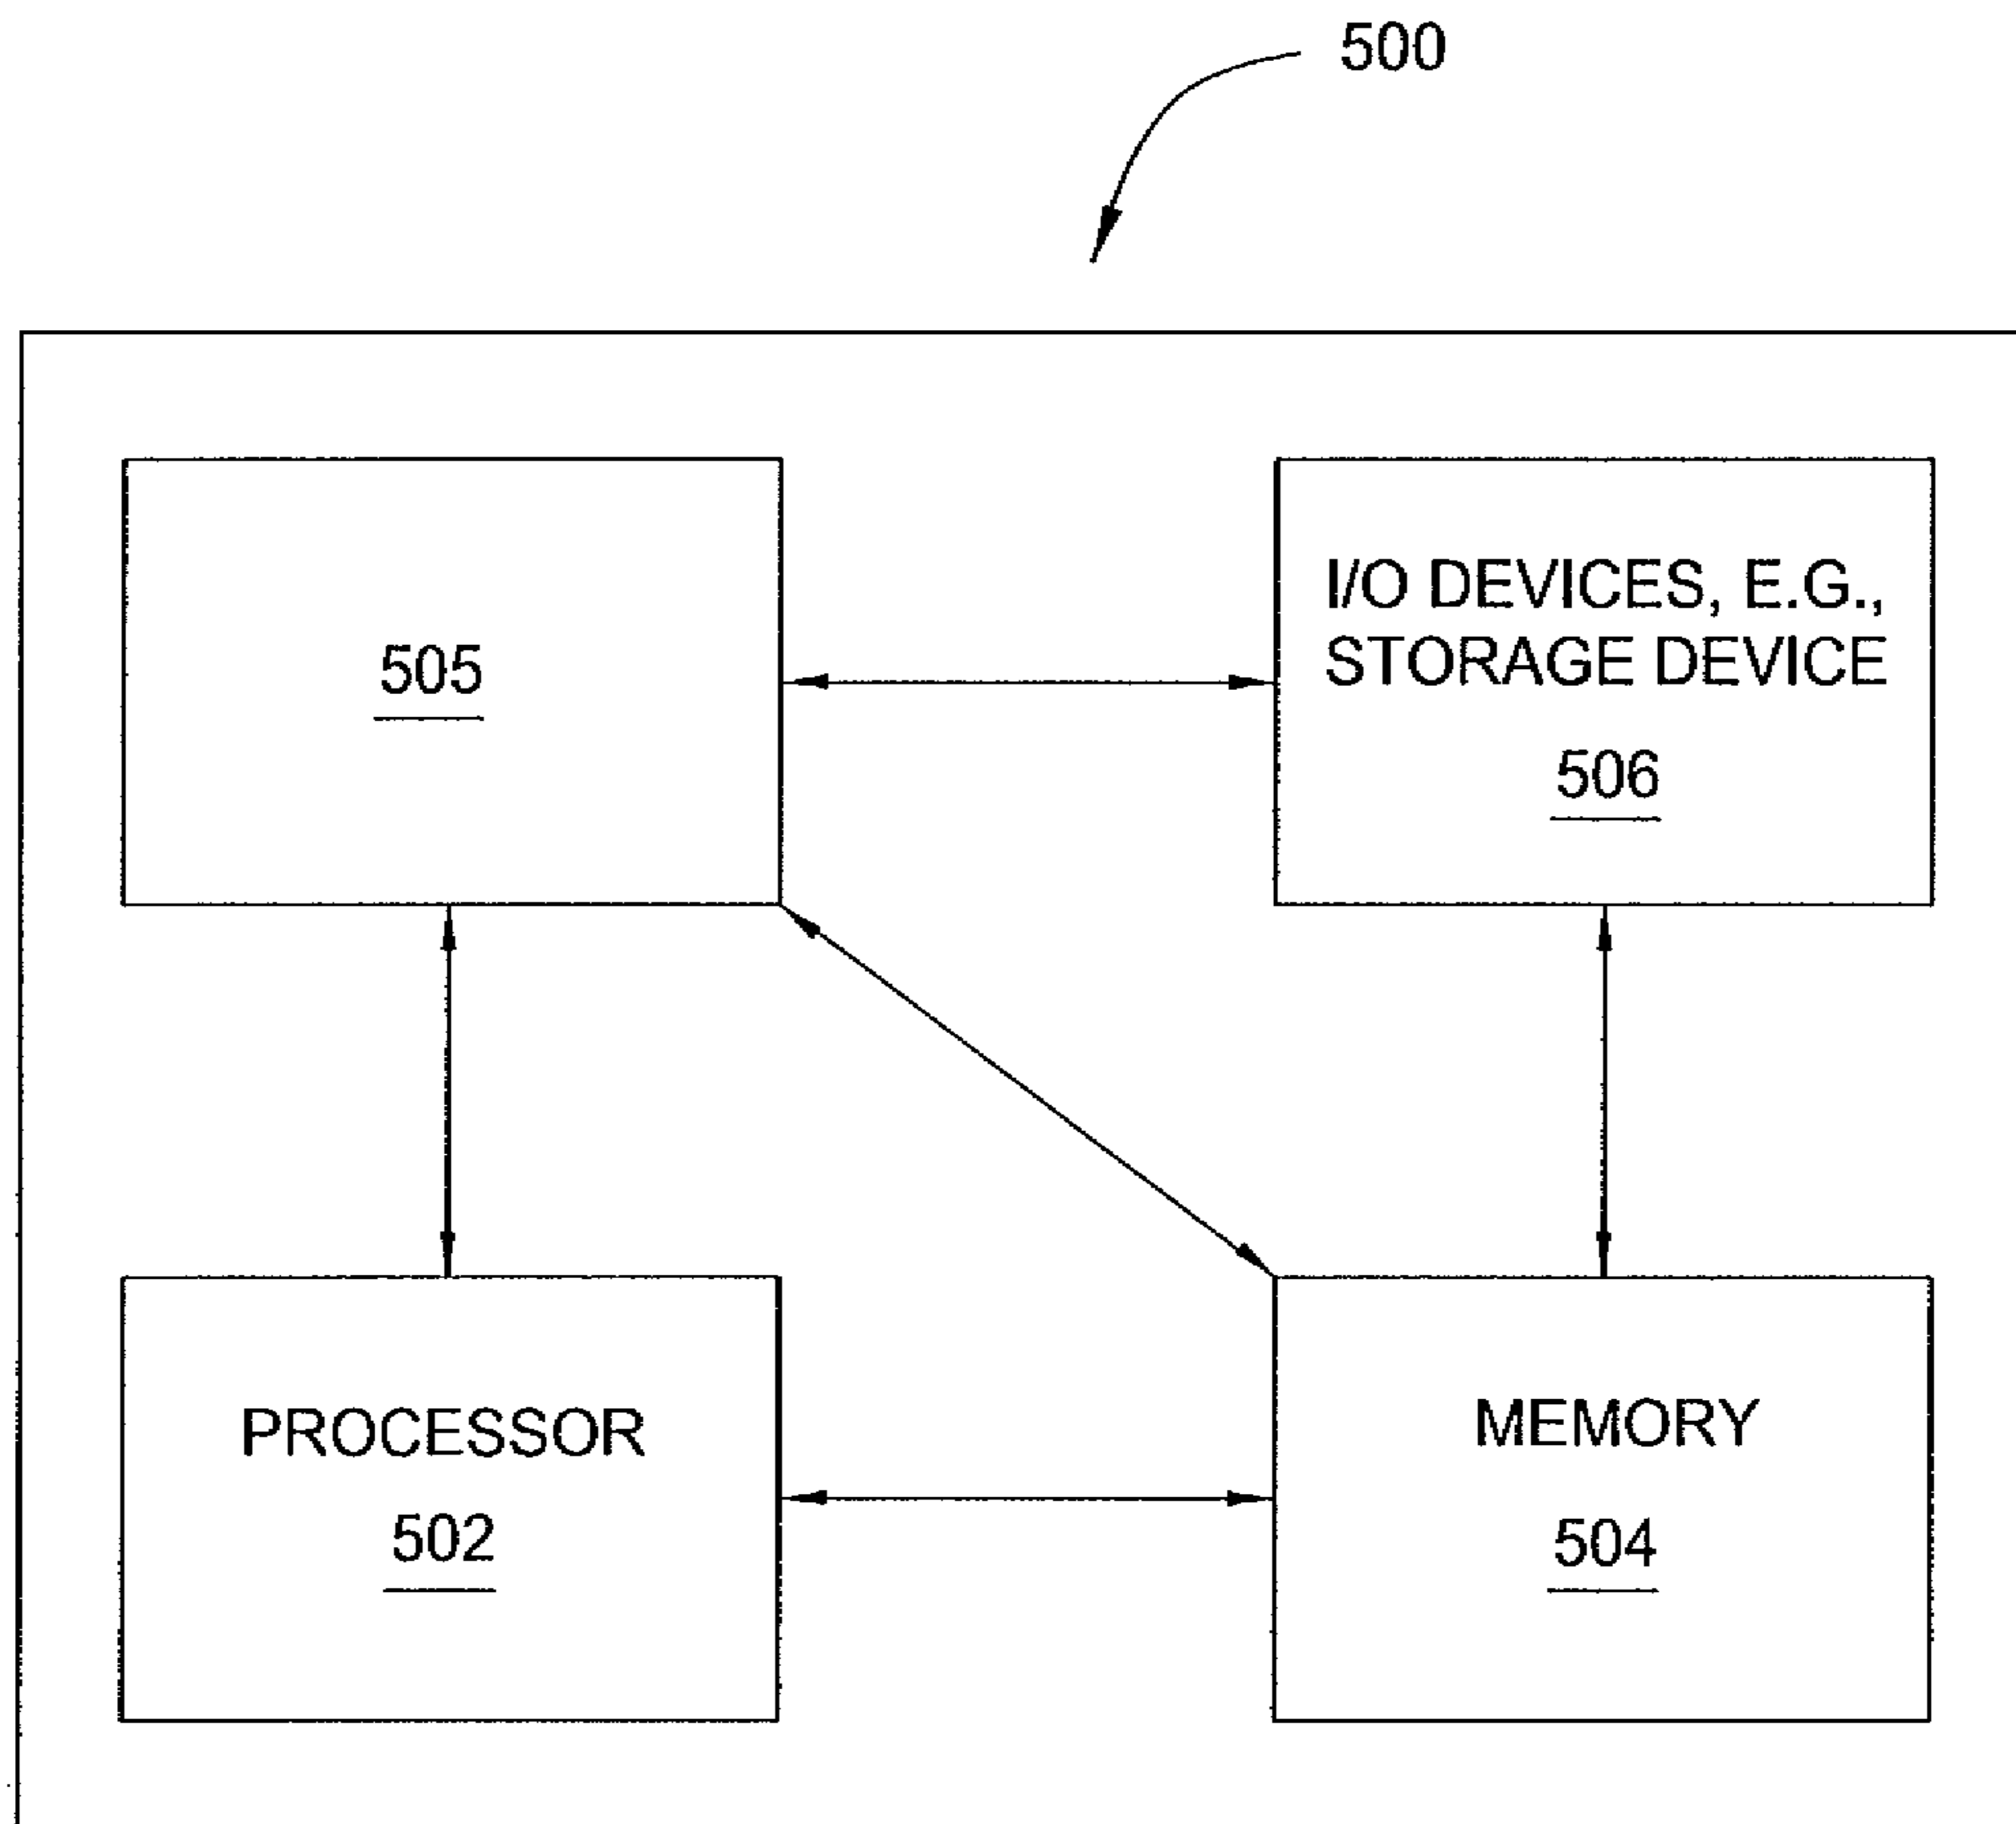 500
505
I/O DEVICES, E.G.,
STORAGE DEVICE
506
PROCESSOR
502
MEMORY
504